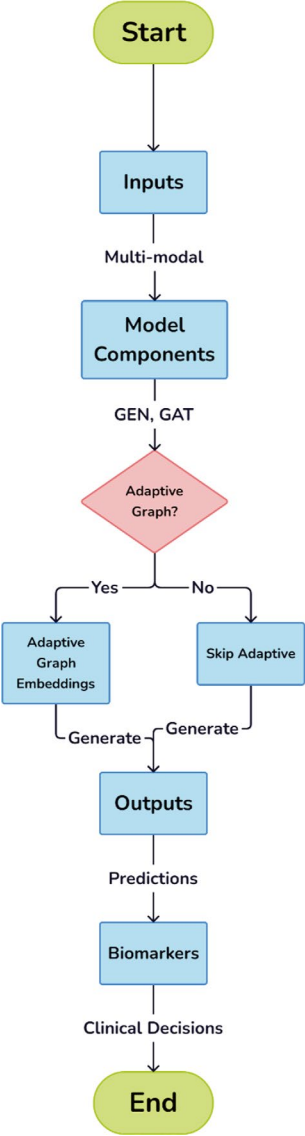 Start
Inputs
Multi-modal
Model
Components
GEN, GAT
Adaptive
Graph?
Yes
No
Adaptive
Graph
Embeddings
Skip Adaptive
Generate
Generate
Outputs
Predictions
Biomarkers
Clinical Decisions
End